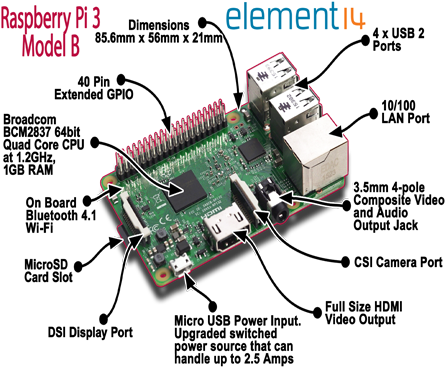 Raspberry Pi 3
Model B
Dimensions
85.6mm x 56mm x 21mm
element14
4 x USB 2
Ports
40 Pin
Extended GPIO
10/100
LAN Port
Broadcom
BCM2837 64bit
Quad Core CPU
at 1.2GHz,
1GB RAM
3.5mm 4-pole
Composite Video
and Audio
Output Jack
On Board
Bluetooth 4.1
Wi-Fi
MicroSD
Card Slot
CSI Camera Port
DSI Display Port
Micro USB Power Input.
Upgraded switched
power source that can
handle up to 2.5 Amps
Full Size HDMI
Video Output
HDMI